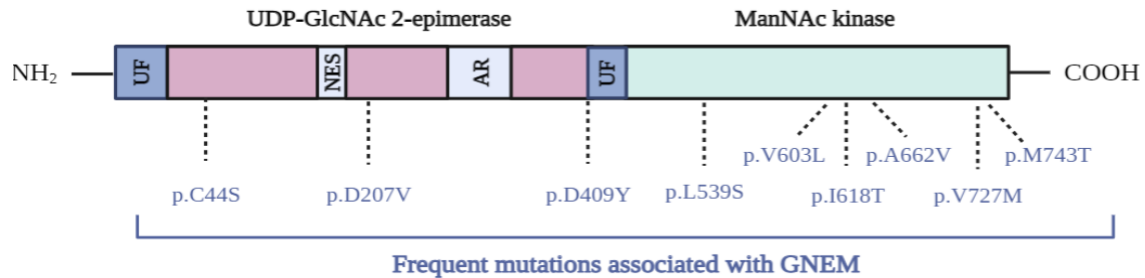 UDP-GlcNAc 2-epimerase ManNAc kinase
NH₂ UF NES AR UF COOH
p.V603L p.A662V p.M743T
p.C44S p.D207V p.D409Y p.L539S p.I618T p.V727M
Frequent mutations associated with GNEM